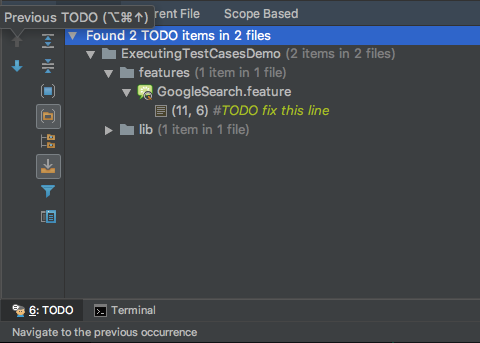 Previous TODO (⌥⌘↑)
rent File
Scope Based
Found 2 TODO items in 2 files
ExecutingTestCasesDemo (2 items in 2 files)
features (1 item in 1 file)
GoogleSearch.feature
(11, 6) #TODO fix this line
lib (1 item in 1 file)
6: TODO
Terminal
Navigate to the previous occurrence